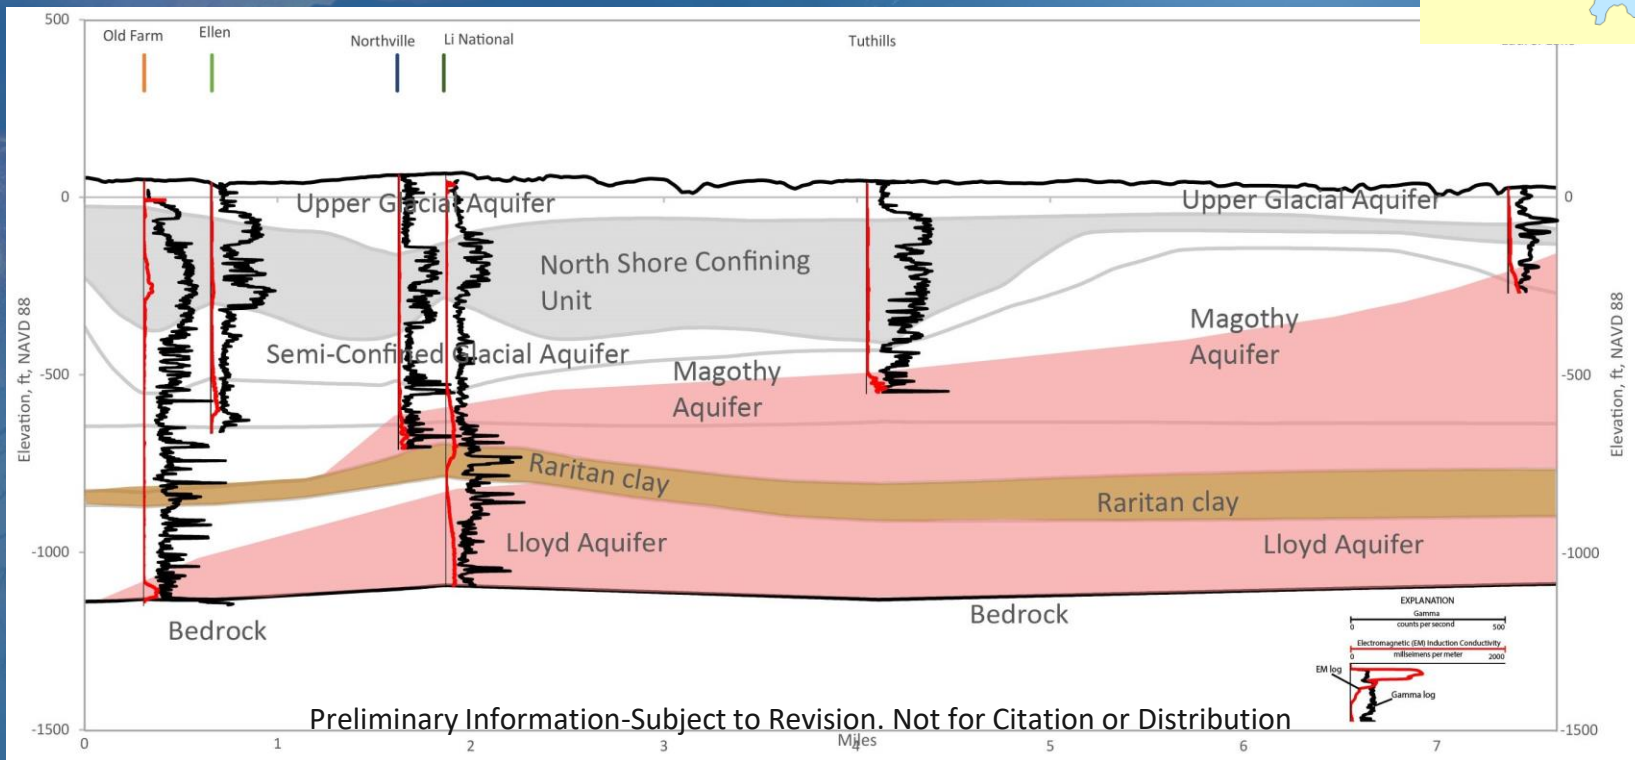 500
Old Farm
Ellen
Northville
Li National
Tuthills
0
Upper Glacial Aquifer
Upper Glacial Aquifer
0
North Shore Confining
Unit
Elevation, ft, NAVD 88
Elevation, ft, NAVD 88
Semi-Confined Glacial Aquifer
Magothy
Aquifer
Magothy
Aquifer
-500
-500
Raritan clay
Raritan clay
Lloyd Aquifer
Lloyd Aquifer
-1000
-1000
Bedrock
Bedrock
EXPLANATION
Gamma
0 counts per second 500
Electromagnetic (EM) Induction Conductivity
0 millseimens per meter 2000
EM log
Gamma log
Preliminary Information-Subject to Revision. Not for Citation or Distribution
-1500
-1500
0 1 2 3 4 5 6 7
Miles